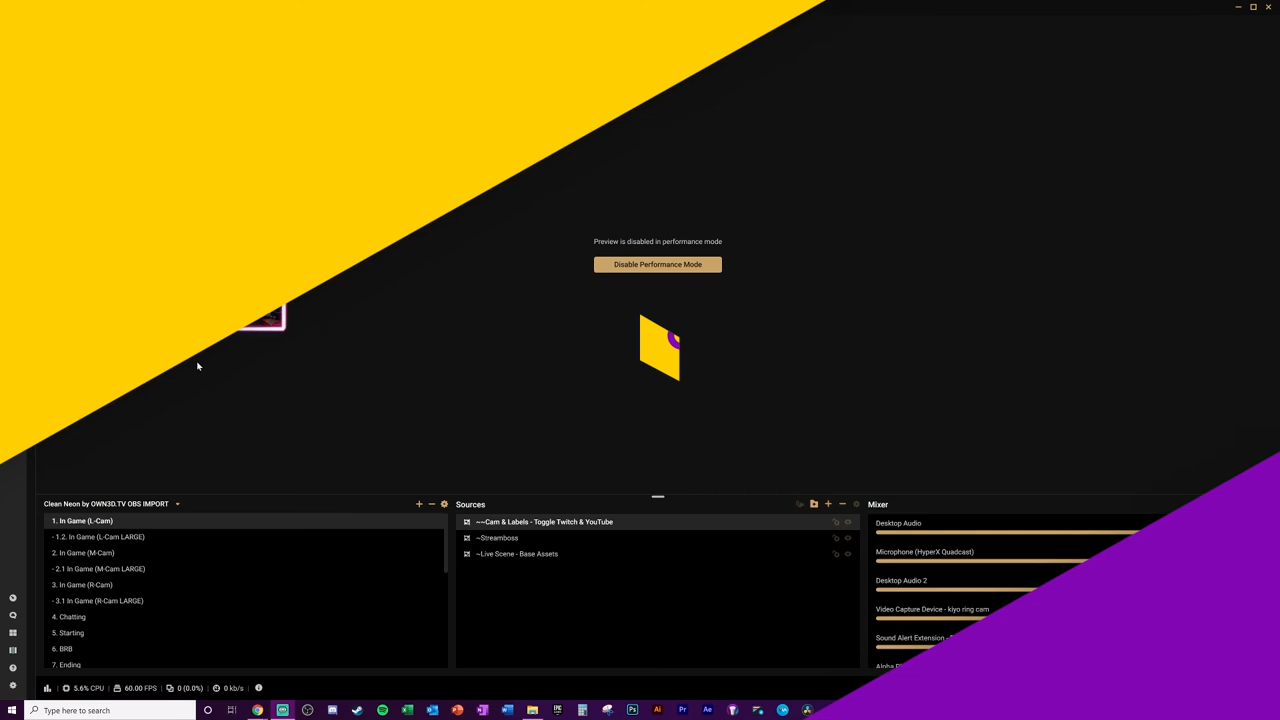 Preview is disabled in performance mode
Disable Performance Mode
Clean Neon by OWN3D.TV OBS IMPORT
1. In Game (L-Cam)
- 1.2. In Game (L-Cam LARGE)
2. In Game (M-Cam)
- 2.1 In Game (M-Cam LARGE)
3. In Game (R-Cam)
- 3.1 In Game (R-Cam LARGE)
4. Chatting
5. Starting
6. BRB
7. Ending
Sources
~~Cam & Labels - Toggle Twitch & YouTube
~Streamboss
~Live Scene - Base Assets
Mixer
Desktop Audio
Microphone (HyperX Quadcast)
Desktop Audio 2
Video Capture Device - kiyo ring cam
Sound Alert Extension -
5.6% CPU
60.00 FPS
0 (0.0%)
0 kb/s
Type here to search